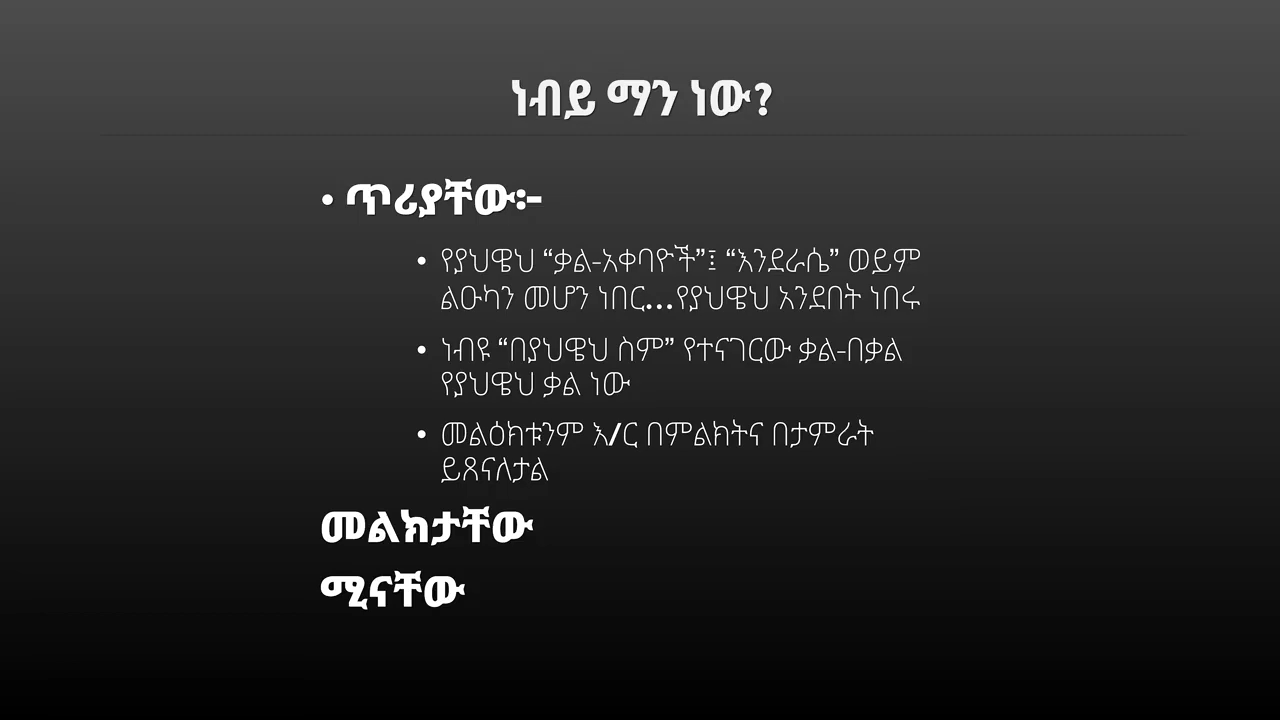 ነብይ ማን ነው?
• ጥሪያቸው፦
• የያህዌህ “ቃል-አቀባዮች”፤ “እንደራሴ” ወይም
ልዑካን መሆን ነበር...የያህዌህ አንደበት ነበሩ
• ነብዩ “በያህዌህ ስም” የተናገርው ቃል-በቃል
የያህዌህ ቃል ነው
• መልዕክቱንም እ/ር በምልክትና በታምራት
ይጸናለታል
መልክታቸው
ሚናቸው